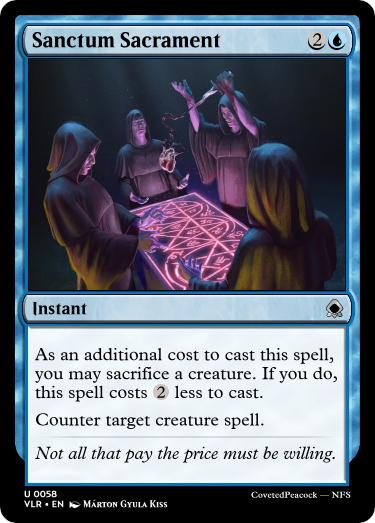 Sanctum Sacrament 2
Instant
As an additional cost to cast this spell,
you may sacrifice a creature. If you do,
this spell costs 2 less to cast.
Counter target creature spell.
Not all that pay the price must be willing.
U 0058
VLR • EN Márton Gyula Kiss
CovetedPeacock — NFS